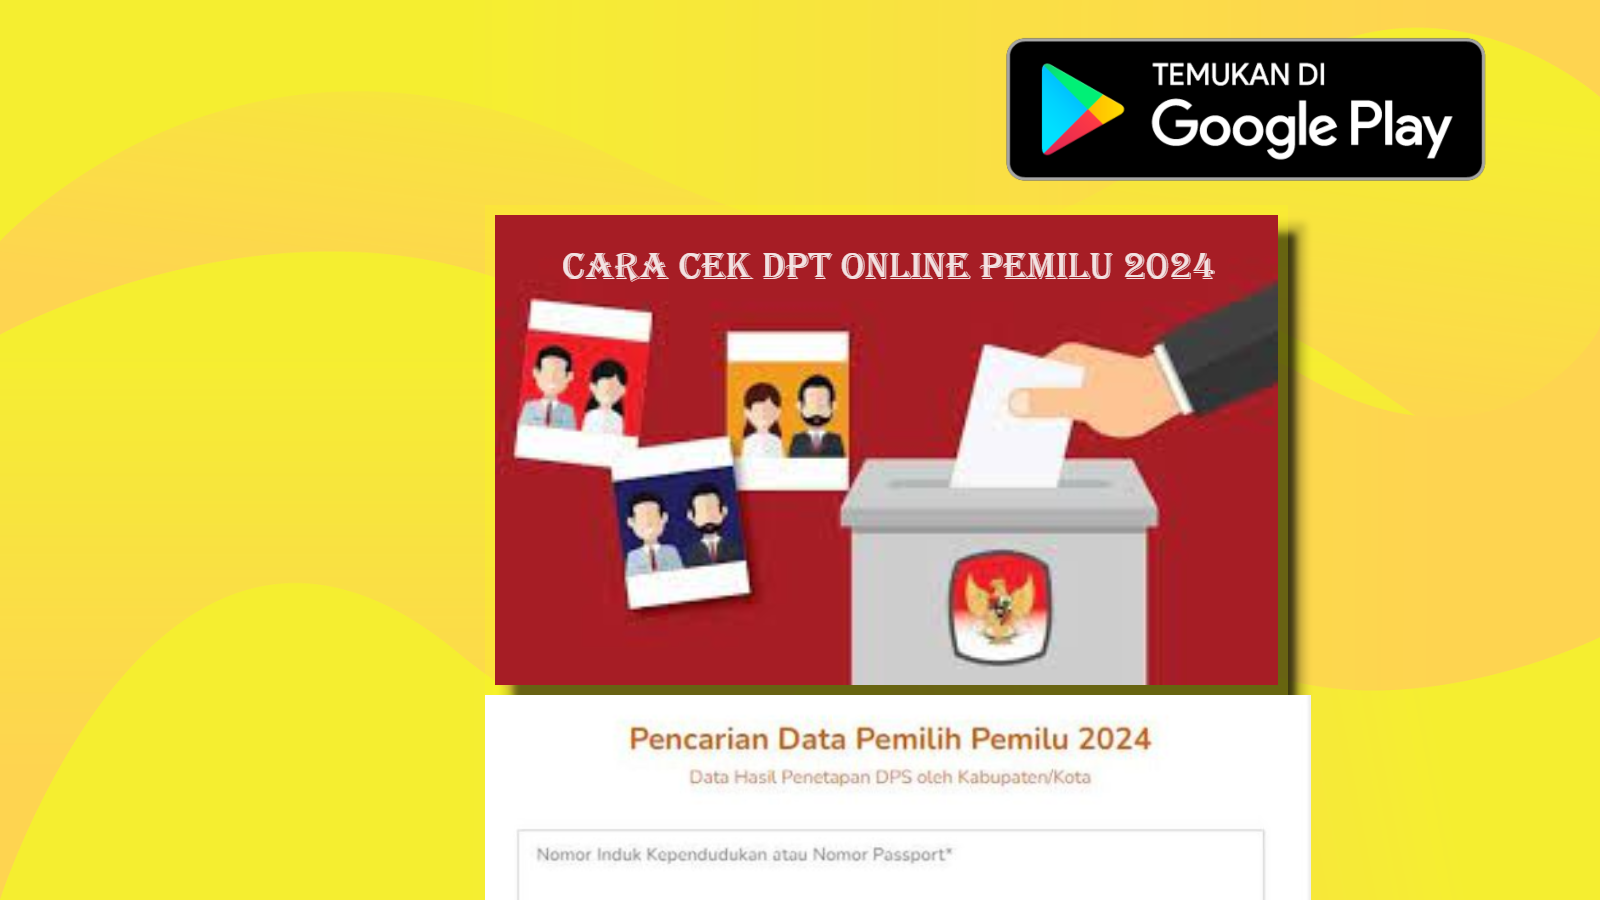 TEMUKAN DI
Google Play
CARA CEK DPT ONLINE PEMILU 2024
Pencarian Data Pemilih Pemilu 2024
Data Hasil Penetapan DPS oleh Kabupaten/Kota
Nomor Induk Kependudukan atau Nomor Passport*